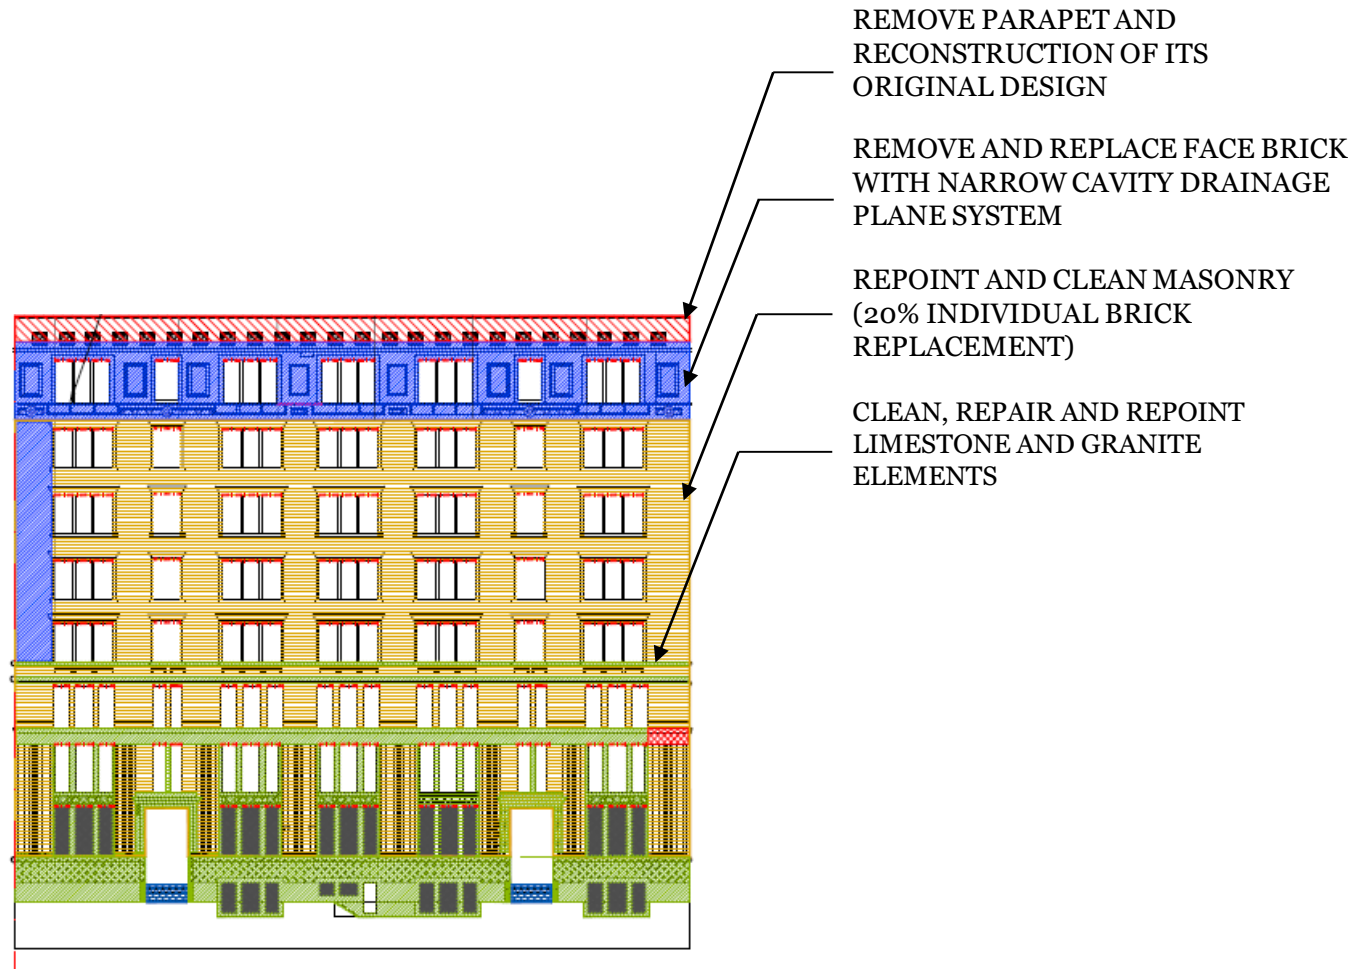 REMOVE PARAPET AND
RECONSTRUCTION OF ITS
ORIGINAL DESIGN
REMOVE AND REPLACE FACE BRICK
WITH NARROW CAVITY DRAINAGE
PLANE SYSTEM
REPOINT AND CLEAN MASONRY
(20% INDIVIDUAL BRICK
REPLACEMENT)
CLEAN, REPAIR AND REPOINT
LIMESTONE AND GRANITE
ELEMENTS